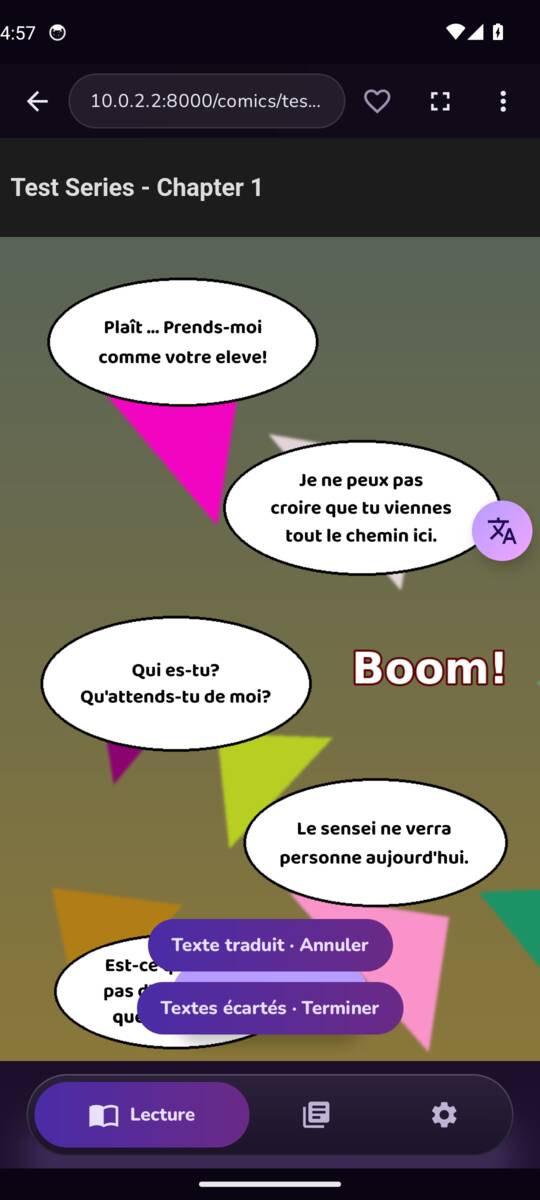 4:57
10.0.2.2:8000/comics/tes...
Test Series - Chapter 1
Plaît ... Prends-moi
comme votre eleve!
Je ne peux pas
croire que tu viennes
tout le chemin ici.
Qui es-tu?
Qu'attends-tu de moi?
Boom!
Le sensei ne verra
personne aujourd'hui.
Texte traduit · Annuler
Est-ce
pas
Textes écartés · Terminer
Lecture